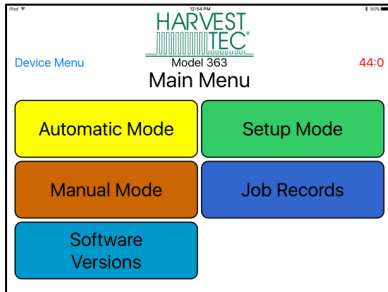 iPad
12:54 PM
90%
HARVEST
TEC
Device Menu
Model 363
44:0
Main Menu
Automatic Mode
Setup Mode
Manual Mode
Job Records
Software
Versions